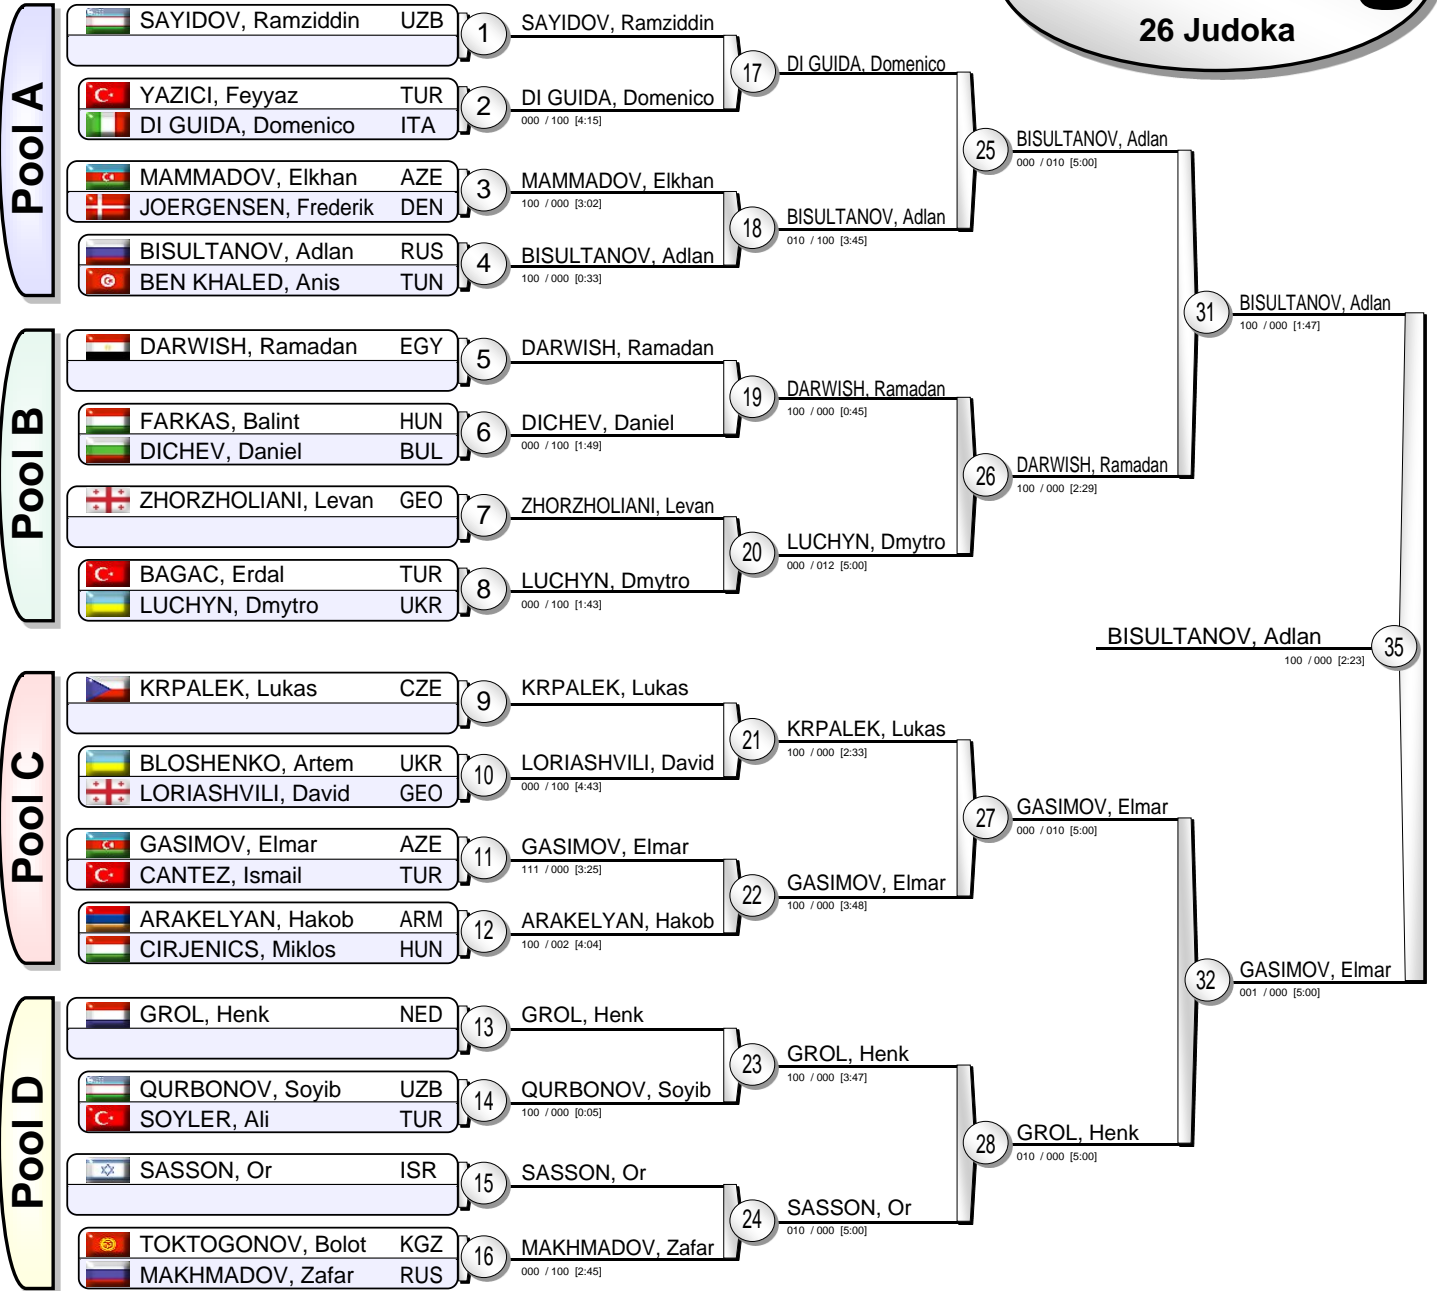 26 Judoka
Pool A
SAYIDOV, Ramziddin UZB
YAZICI, Feyyaz TUR
DI GUIDA, Domenico ITA
MAMMADOV, Elkhan AZE
JOERGENSEN, Frederik DEN
BISULTANOV, Adlan RUS
BEN KHALED, Anis TUN
1
SAYIDOV, Ramziddin
2
DI GUIDA, Domenico
000 / 100 [4:15]
3
MAMMADOV, Elkhan
100 / 000 [3:02]
4
BISULTANOV, Adlan
100 / 000 [0:33]
17
DI GUIDA, Domenico
18
BISULTANOV, Adlan
010 / 100 [3:45]
25
BISULTANOV, Adlan
000 / 010 [5:00]
Pool B
DARWISH, Ramadan EGY
FARKAS, Balint HUN
DICHEV, Daniel BUL
ZHORZHOLIANI, Levan GEO
BAGAC, Erdal TUR
LUCHYN, Dmytro UKR
5
DARWISH, Ramadan
6
DICHEV, Daniel
000 / 100 [1:49]
7
ZHORZHOLIANI, Levan
8
LUCHYN, Dmytro
000 / 100 [1:43]
19
DARWISH, Ramadan
100 / 000 [0:45]
20
LUCHYN, Dmytro
000 / 012 [5:00]
26
DARWISH, Ramadan
100 / 000 [2:29]
31
BISULTANOV, Adlan
100 / 000 [1:47]
Pool C
KRPALEK, Lukas CZE
BLOSHENKO, Artem UKR
LORIASHVILI, David GEO
GASIMOV, Elmar AZE
CANTEZ, Ismail TUR
ARAKELYAN, Hakob ARM
CIRJENICS, Miklos HUN
9
KRPALEK, Lukas
10
LORIASHVILI, David
000 / 100 [4:43]
11
GASIMOV, Elmar
111 / 000 [3:25]
12
ARAKELYAN, Hakob
100 / 002 [4:04]
21
KRPALEK, Lukas
100 / 000 [2:33]
22
GASIMOV, Elmar
100 / 000 [3:48]
27
GASIMOV, Elmar
000 / 010 [5:00]
Pool D
GROL, Henk NED
QURBONOV, Soyib UZB
SOYLER, Ali TUR
SASSON, Or ISR
TOKTOGONOV, Bolot KGZ
MAKHMADOV, Zafar RUS
13
GROL, Henk
14
QURBONOV, Soyib
100 / 000 [0:05]
15
SASSON, Or
16
MAKHMADOV, Zafar
000 / 100 [2:45]
23
GROL, Henk
100 / 000 [3:47]
24
SASSON, Or
010 / 000 [5:00]
28
GROL, Henk
010 / 000 [5:00]
32
GASIMOV, Elmar
001 / 000 [5:00]
35
BISULTANOV, Adlan
100 / 000 [2:23]